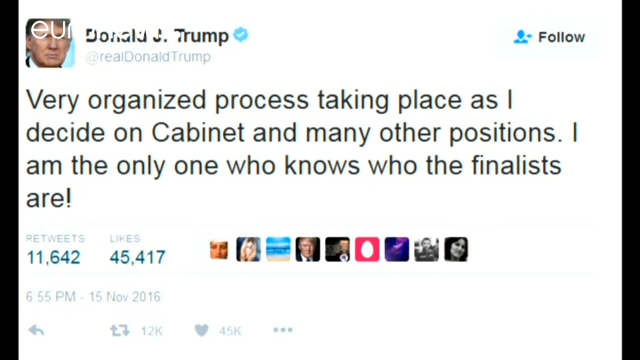 Donald J. Trump
@realDonaldTrump
Follow
Very organized process taking place as I
decide on Cabinet and many other positions. I
am the only one who knows who the finalists
are!
RETWEETS LIKES
11,642 45,417
6:55 PM - 15 Nov 2016
12K 45K